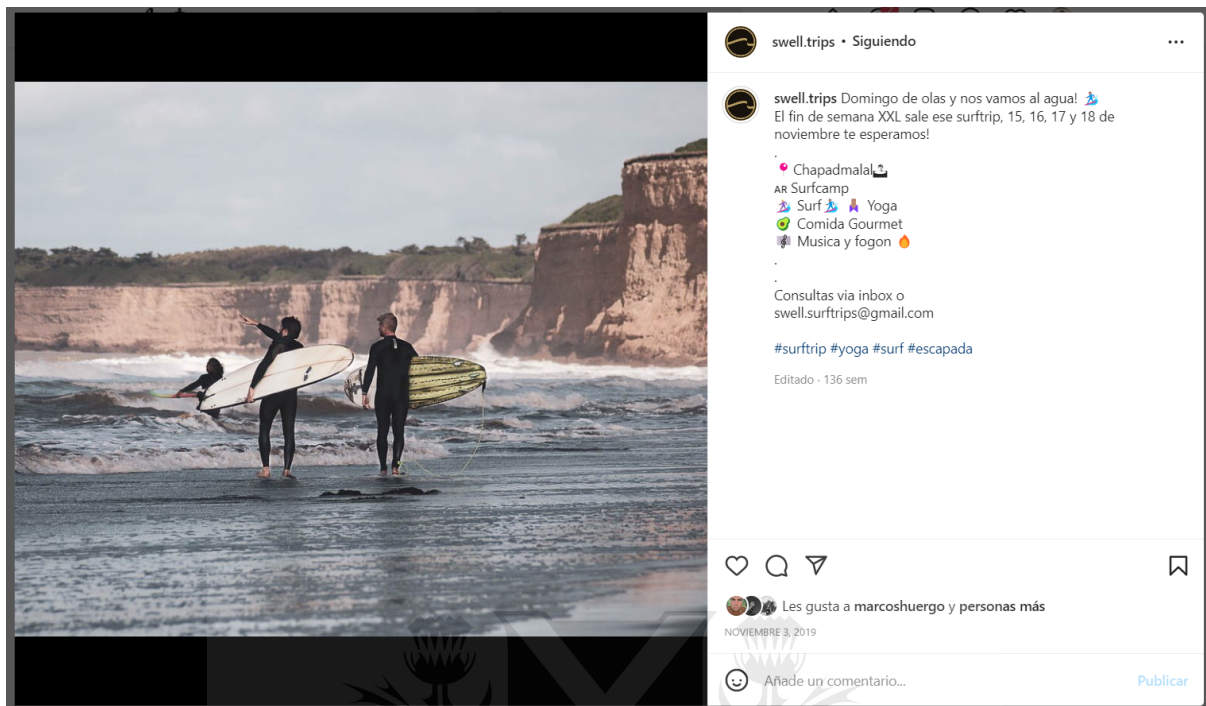 swell.trips • Siguiendo
swell.trips Domingo de olas y nos vamos al agua! 🏄
El fin de semana XXL sale ese surftrip, 15, 16, 17 y 18 de
noviembre te esperamos!
.
📍 Chapadmalal🏝
AR Surfcamp
🏄‍♀️ Surf🏄 🧘‍♀️ Yoga
🥑 Comida Gourmet
🎼 Musica y fogon 🔥
.
.
Consultas via inbox o
swell.surftrips@gmail.com
#surftrip #yoga #surf #escapada
Editado · 136 sem
Les gusta a marcoshuergo y personas más
NOVIEMBRE 3, 2019
Añade un comentario...
Publicar